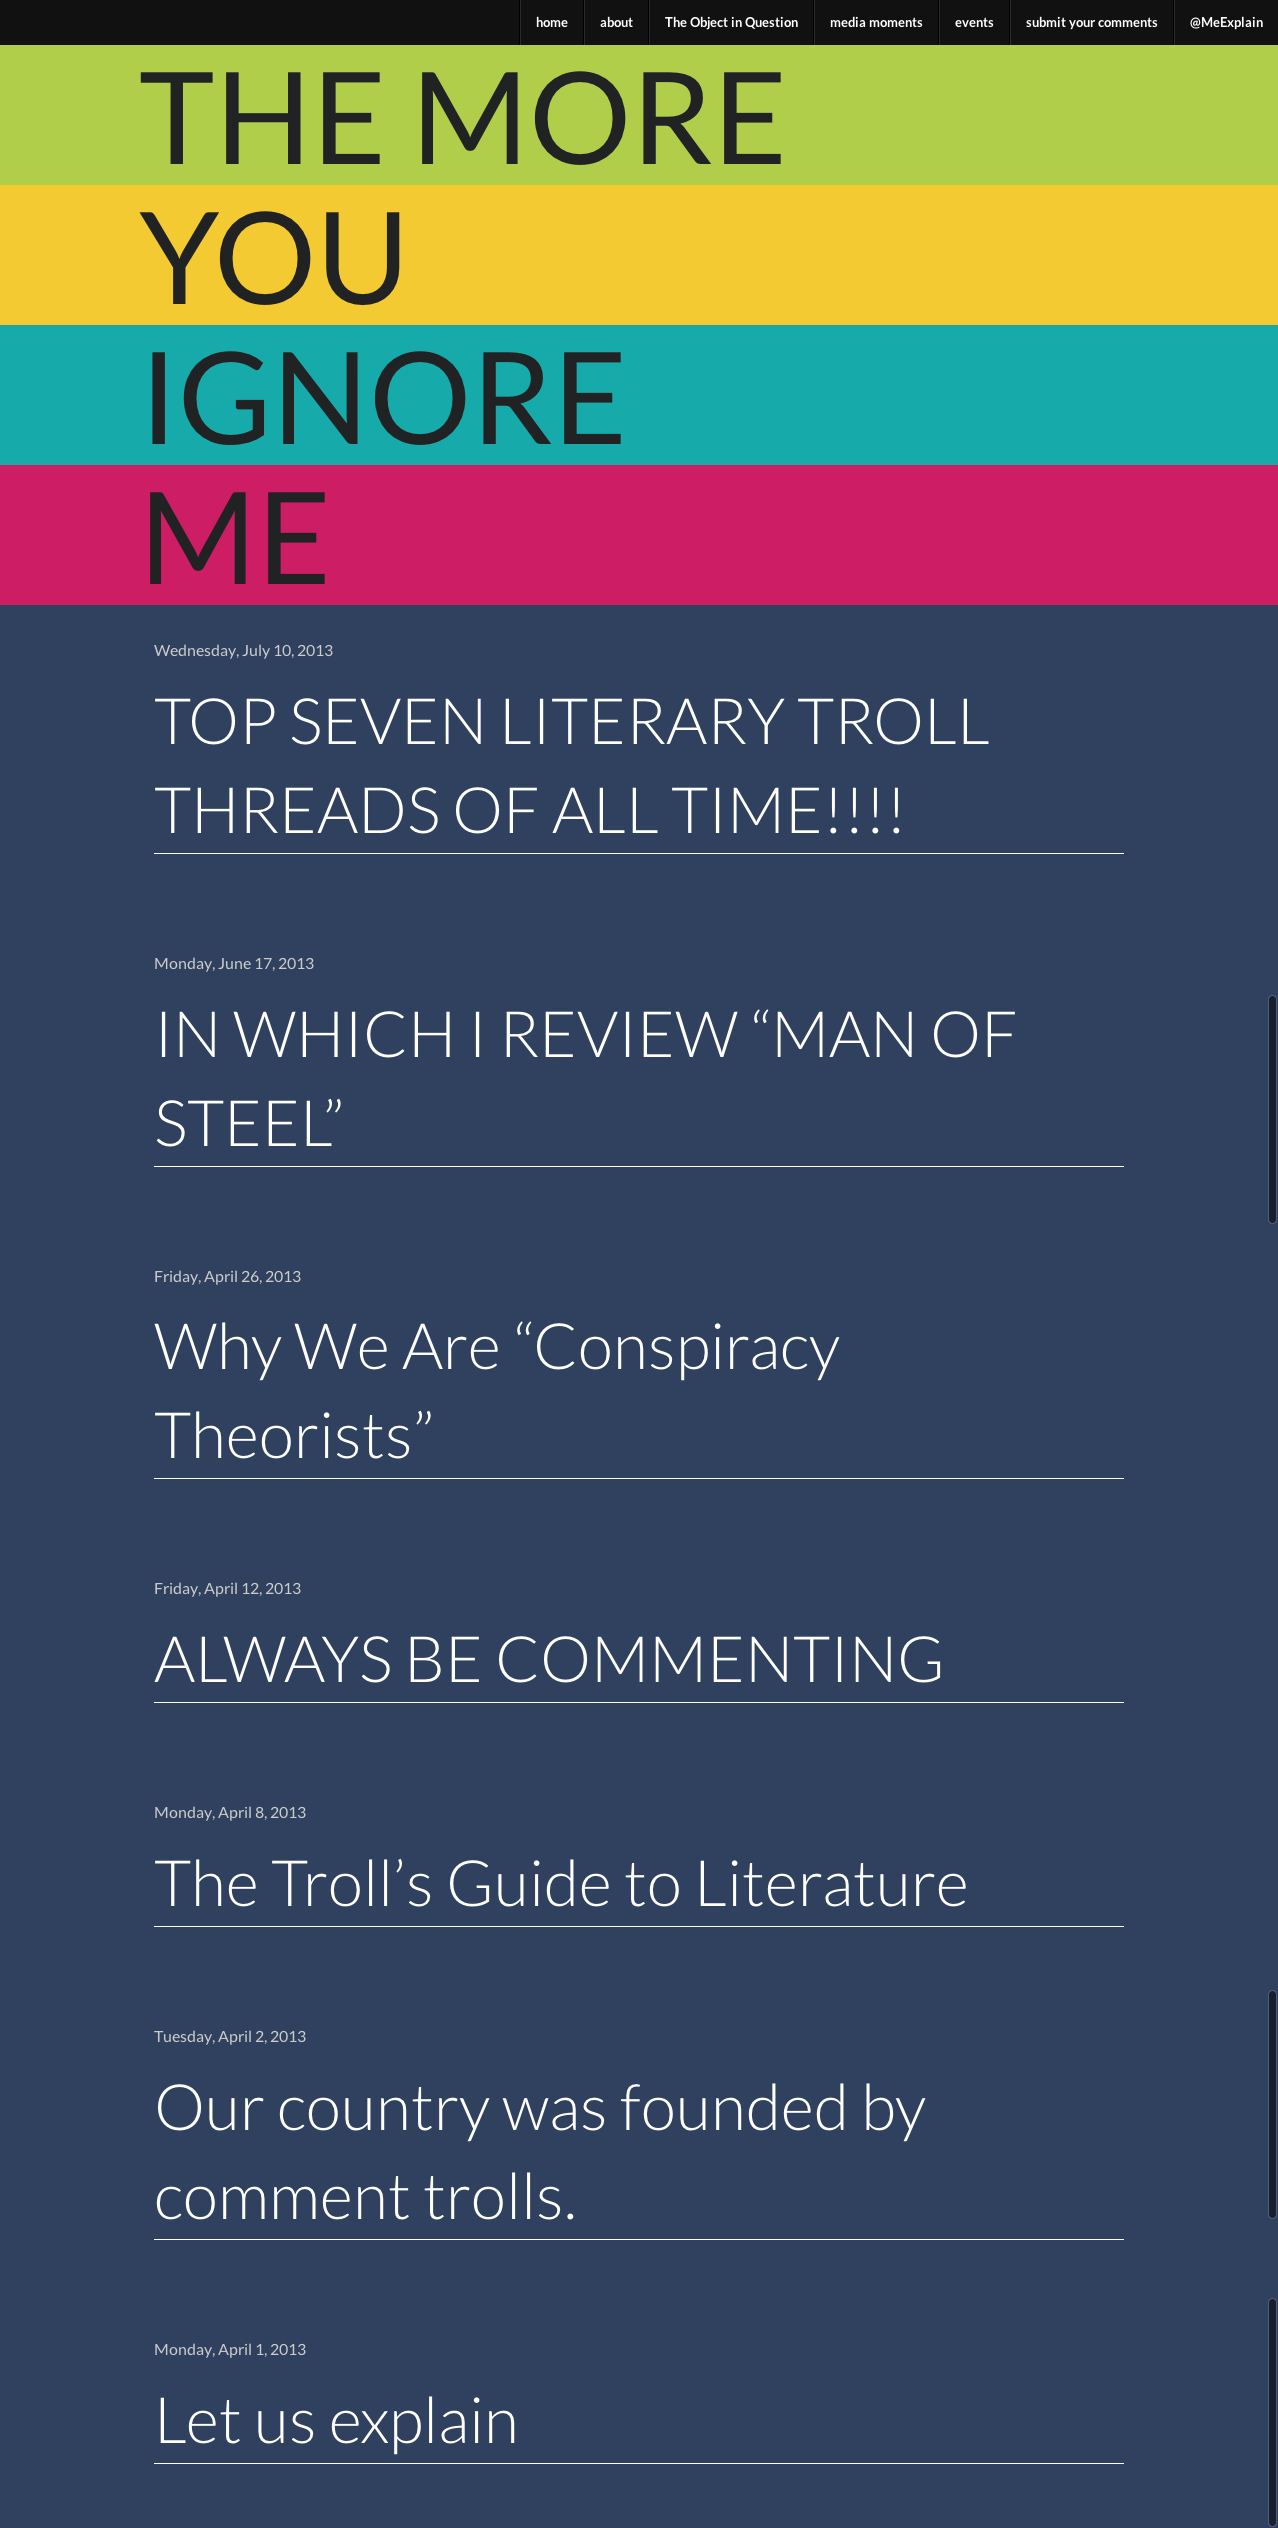 home about The Object in Question media moments events submit your comments @MeExplain
THE MORE
YOU
IGNORE
ME
Wednesday, July 10, 2013
TOP SEVEN LITERARY TROLL
THREADS OF ALL TIME!!!!
Monday, June 17, 2013
IN WHICH I REVIEW “MAN OF
STEEL”
Friday, April 26, 2013
Why We Are “Conspiracy
Theorists”
Friday, April 12, 2013
ALWAYS BE COMMENTING
Monday, April 8, 2013
The Troll’s Guide to Literature
Tuesday, April 2, 2013
Our country was founded by
comment trolls.
Monday, April 1, 2013
Let us explain